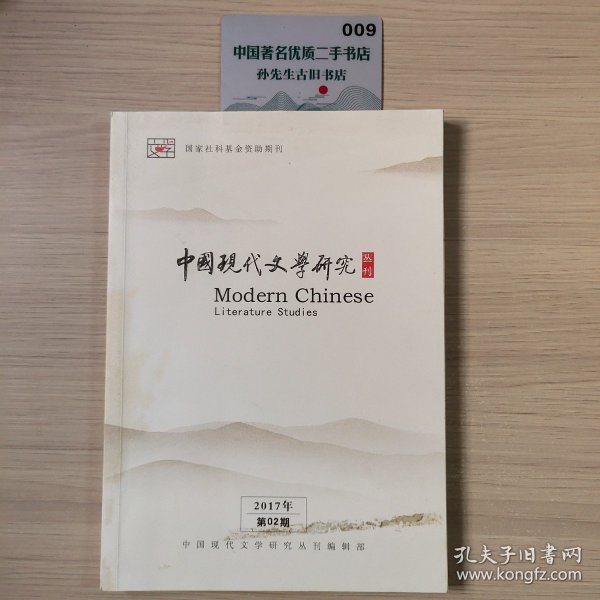 009
中国著名优质二手书店
孙先生古旧书店
国家社科基金资助期刊
中國現代文學研究
丛刊
Modern Chinese
Literature Studies
2017年
第02期
中国现代文学研究丛刊编辑部
孔夫子旧书网
www.kongfz.com